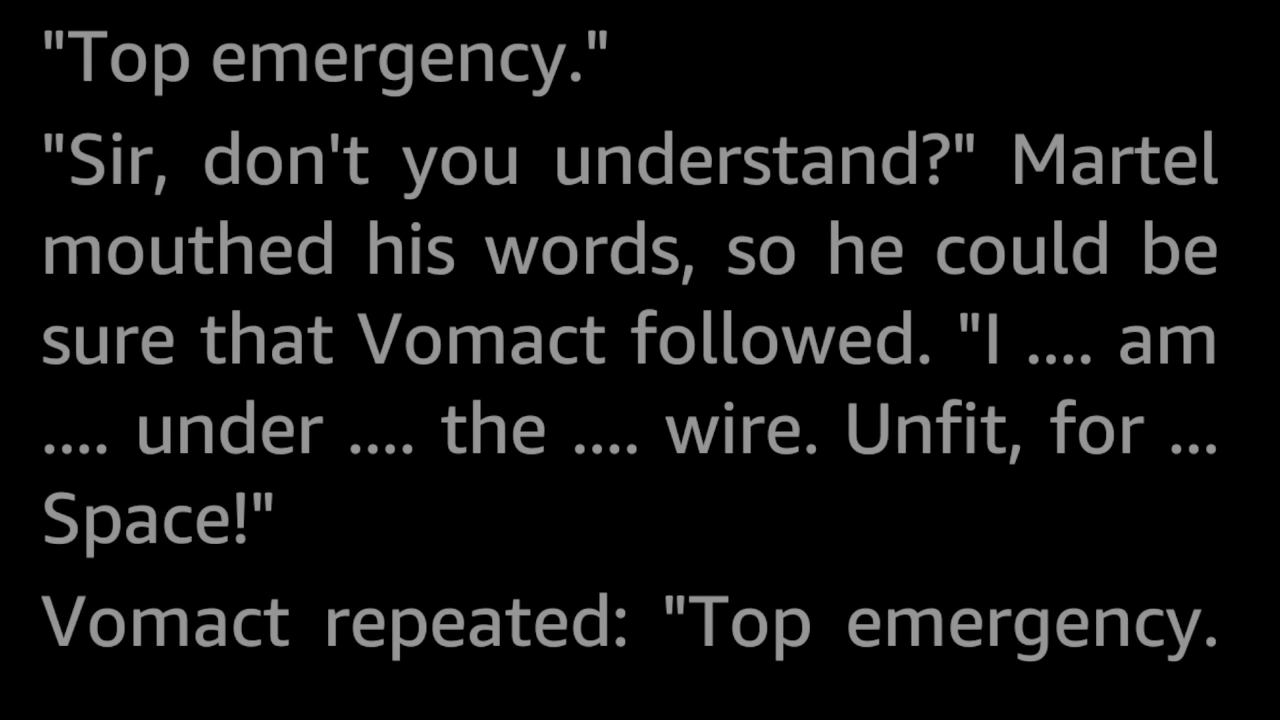 "Top emergency."
"Sir, don't you understand?" Martel
mouthed his words, so he could be
sure that Vomact followed. "I .... am
.... under .... the .... wire. Unfit, for ...
Space!"
Vomact repeated: "Top emergency.